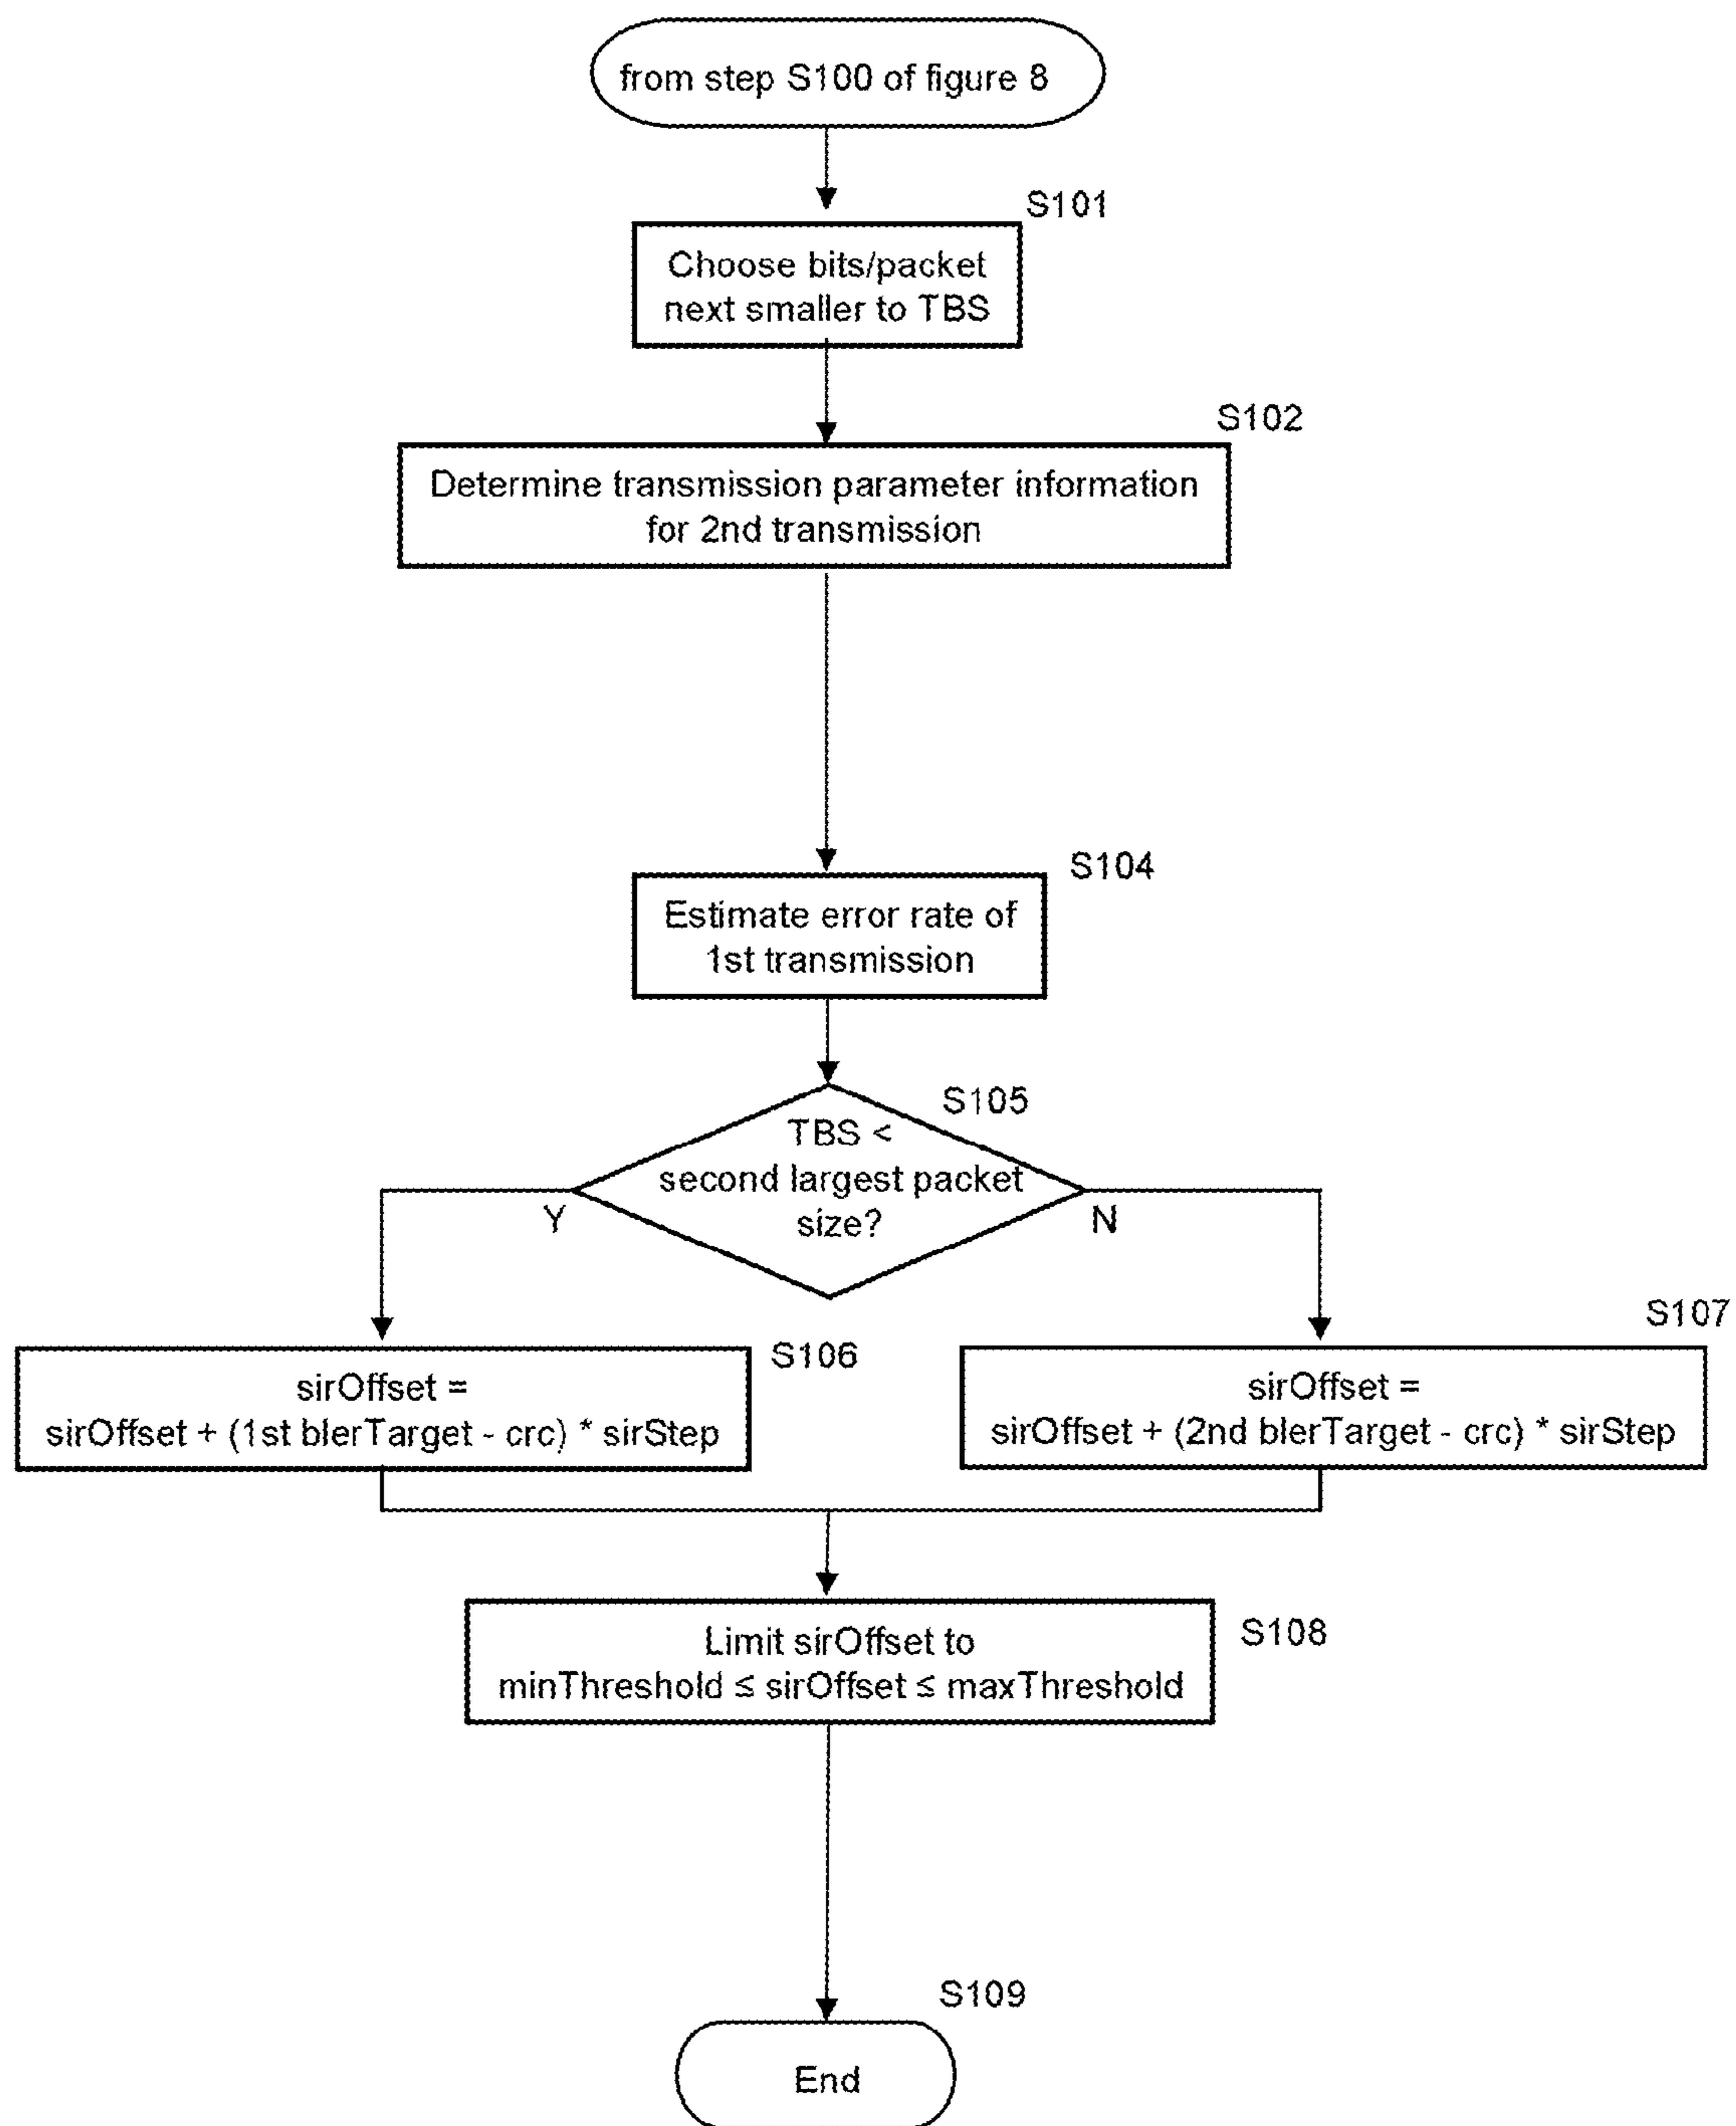 from step S100 of figure 8
S101
Choose bits/packet
next smaller to TBS
S102
Determine transmission parameter information
for 2nd transmission
S104
Estimate error rate of
1st transmission
S105
TBS <
second largest packet
size?
Y
N
S106
sirOffset =
sirOffset + (1st blerTarget - crc) * sirStep
S107
sirOffset =
sirOffset + (2nd blerTarget - crc) * sirStep
S108
Limit sirOffset to
minThreshold ≤ sirOffset ≤ maxThreshold
S109
End